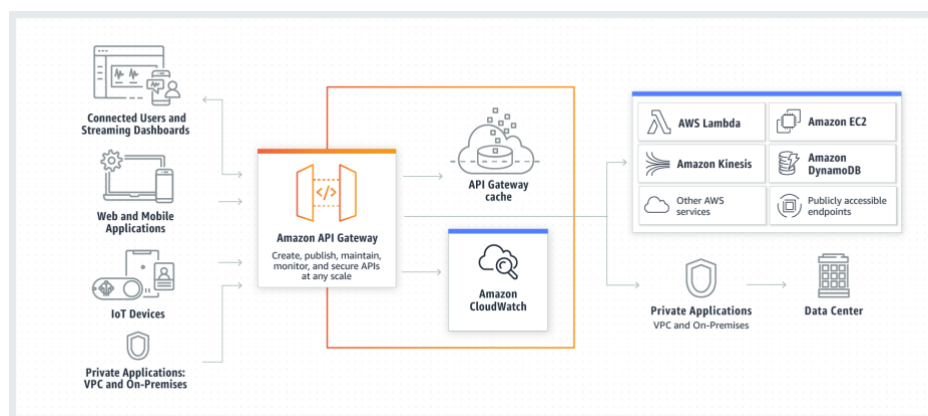 Connected Users and
Streaming Dashboards
Web and Mobile
Applications
IoT Devices
Private Applications:
VPC and On-Premises
</>
Amazon API Gateway
Create, publish, maintain,
monitor, and secure APIs
at any scale
API Gateway
cache
Amazon
CloudWatch
AWS Lambda
Amazon EC2
Amazon Kinesis
Amazon
DynamoDB
Other AWS
services
Publicly accessible
endpoints
Private Applications
VPC and On-Premises
Data Center